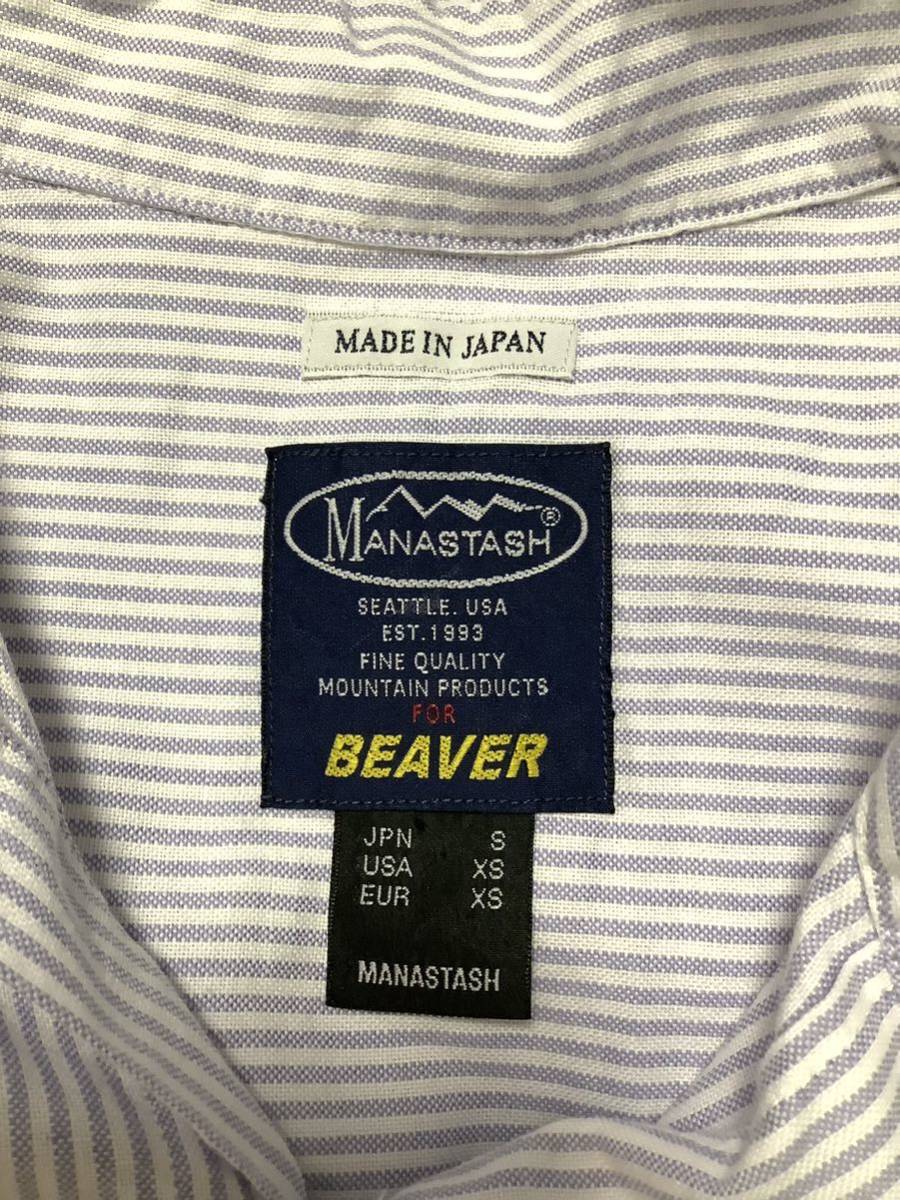 MADE IN JAPAN
MANASTASH®
SEATTLE. USA
EST.1993
FINE QUALITY
MOUNTAIN PRODUCTS
FOR
BEAVER
JPN S
USA XS
EUR XS
MANASTASH